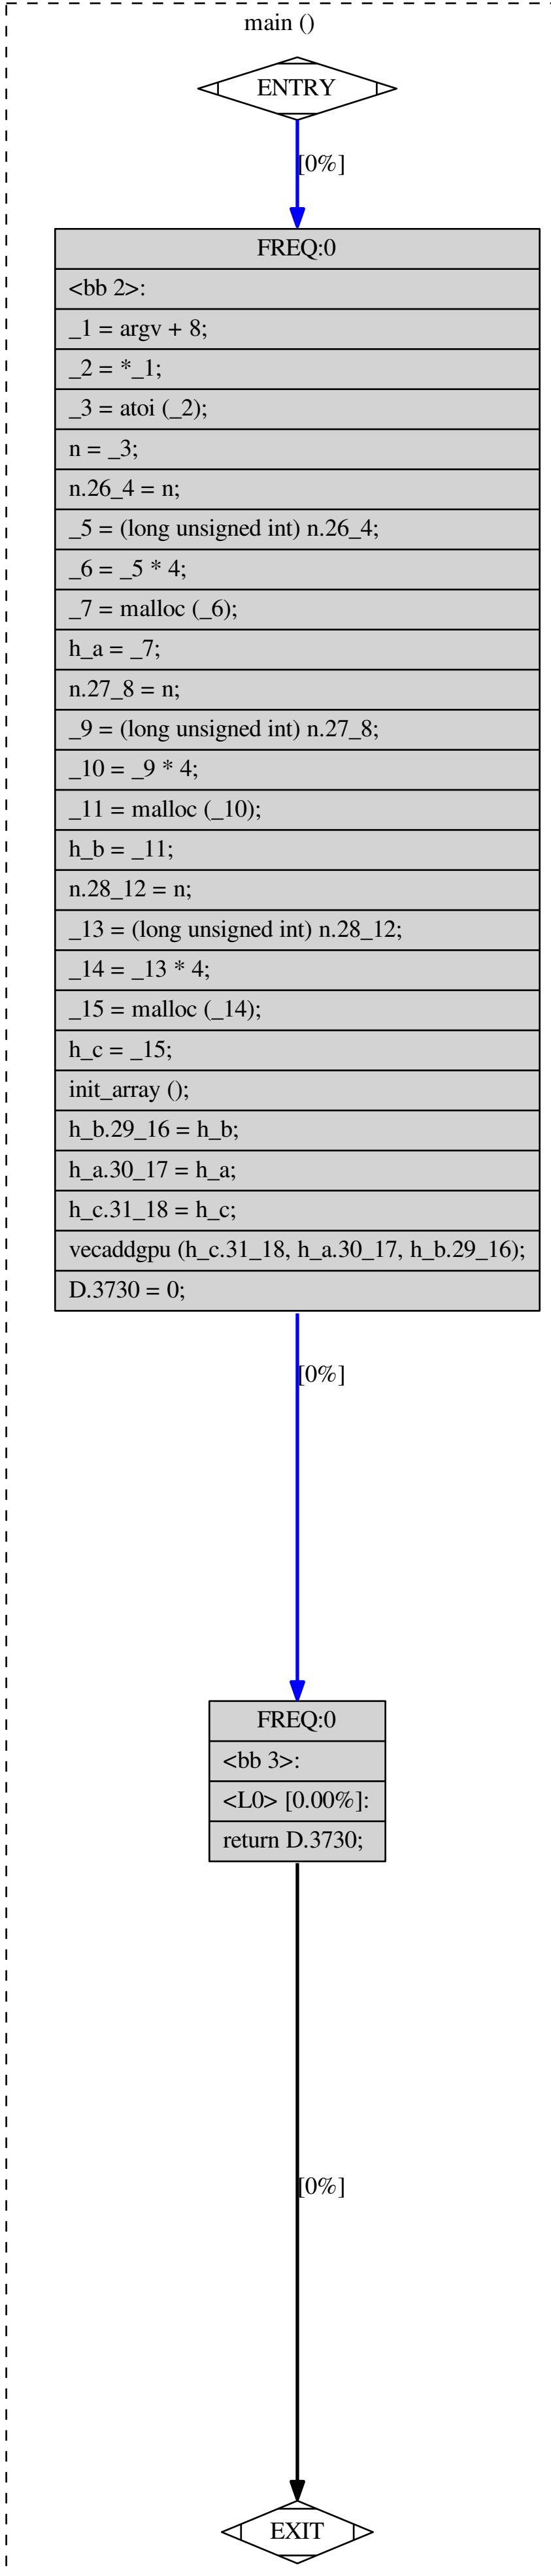 main ()
ENTRY
[0%]
FREQ:0
<bb 2>:
_1 = argv + 8;
_2 = *_1;
_3 = atoi (_2);
n = _3;
n.26_4 = n;
_5 = (long unsigned int) n.26_4;
_6 = _5 * 4;
_7 = malloc (_6);
h_a = _7;
n.27_8 = n;
_9 = (long unsigned int) n.27_8;
_10 = _9 * 4;
_11 = malloc (_10);
h_b = _11;
n.28_12 = n;
_13 = (long unsigned int) n.28_12;
_14 = _13 * 4;
_15 = malloc (_14);
h_c = _15;
init_array ();
h_b.29_16 = h_b;
h_a.30_17 = h_a;
h_c.31_18 = h_c;
vecaddgpu (h_c.31_18, h_a.30_17, h_b.29_16);
D.3730 = 0;
[0%]
FREQ:0
<bb 3>:
<L0> [0.00%]:
return D.3730;
[0%]
EXIT